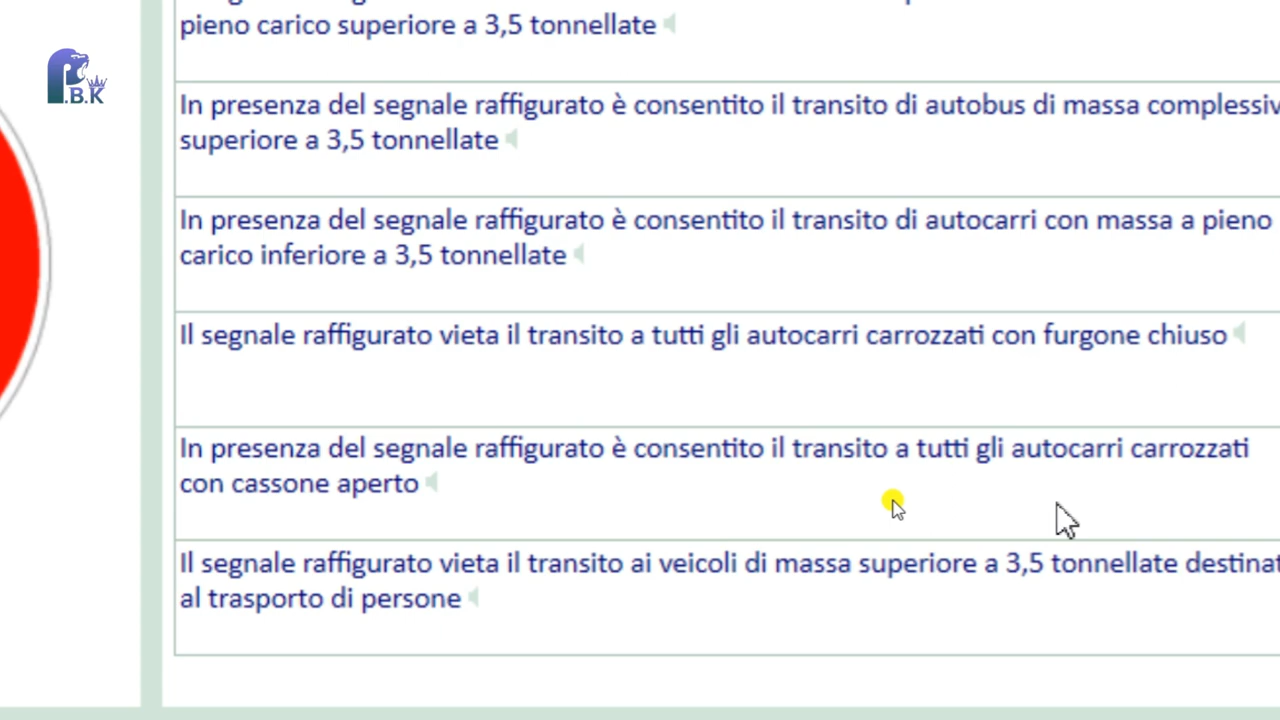 pieno carico superiore a 3,5 tonnellate
P.B.K
In presenza del segnale raffigurato è consentito il transito di autobus di massa complessiv
superiore a 3,5 tonnellate
In presenza del segnale raffigurato è consentito il transito di autocarri con massa a pieno
carico inferiore a 3,5 tonnellate
Il segnale raffigurato vieta il transito a tutti gli autocarri carrozzati con furgone chiuso
In presenza del segnale raffigurato è consentito il transito a tutti gli autocarri carrozzati
con cassone aperto
Il segnale raffigurato vieta il transito ai veicoli di massa superiore a 3,5 tonnellate destinat
al trasporto di persone